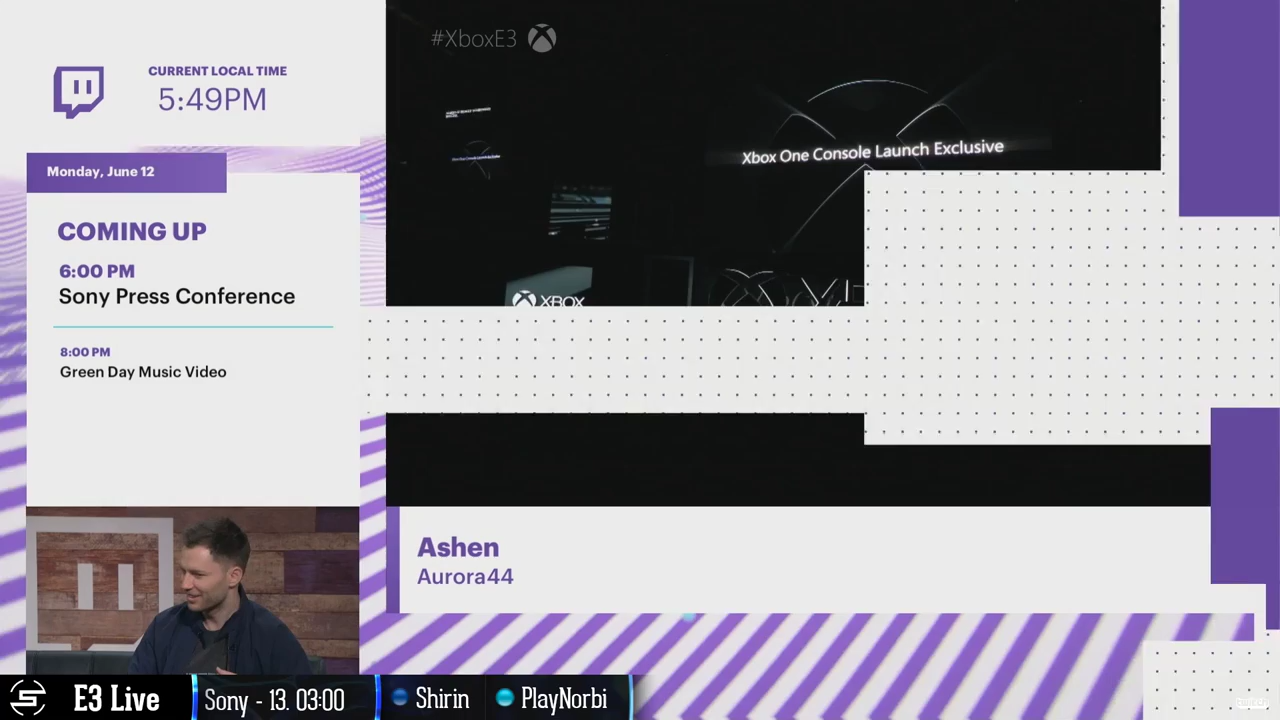 CURRENT LOCAL TIME
5:49PM
Monday, June 12
COMING UP
6:00 PM
Sony Press Conference
8:00 PM
Green Day Music Video
#XboxE3
Xbox One Console Launch Exclusive
XBOX
Ashen
Aurora44
E3 Live
Sony - 13. 03:00
Shirin
PlayNorbi
twitch